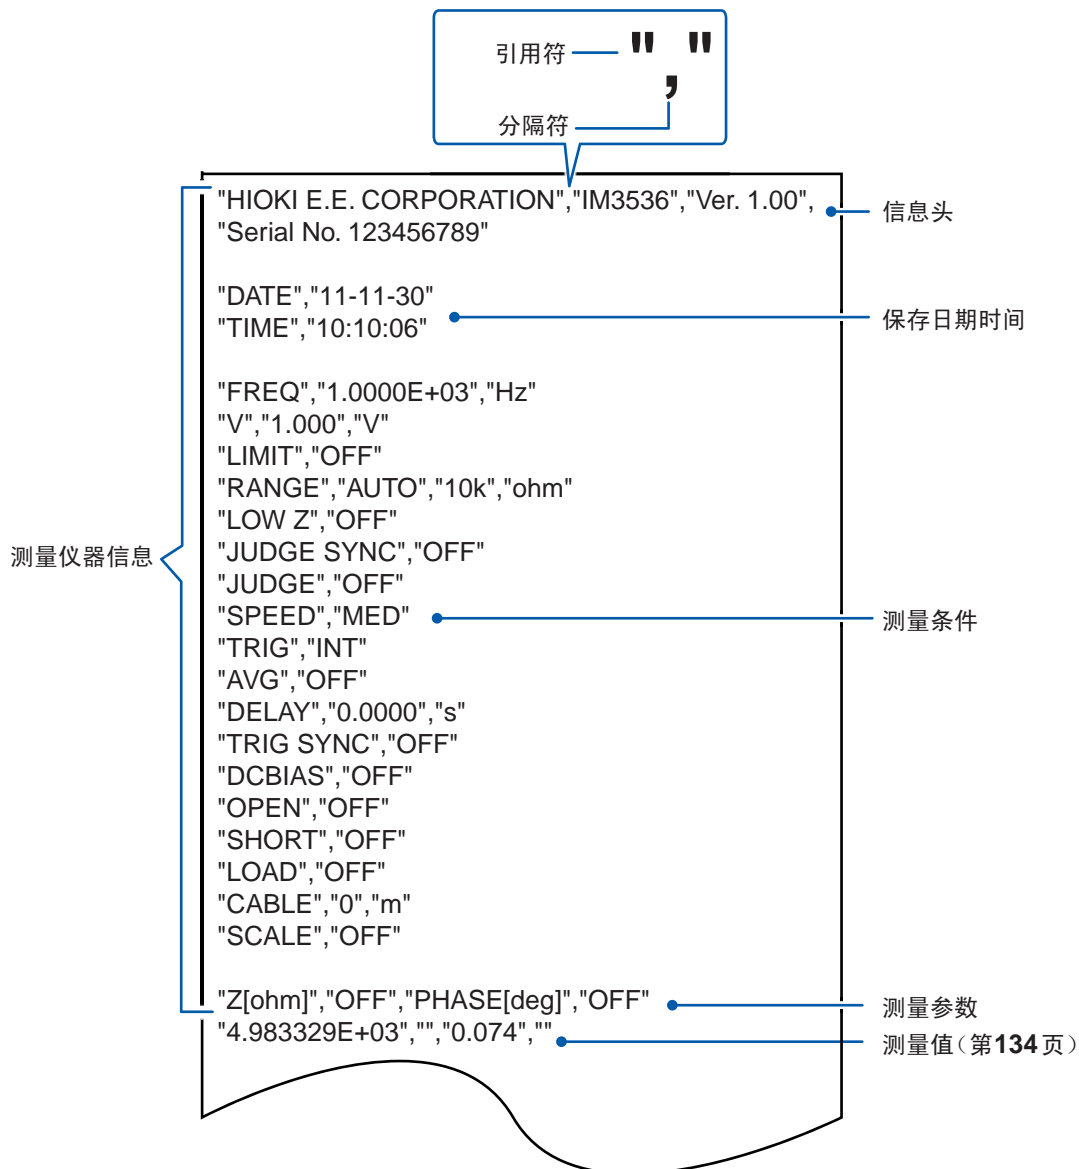 引用符
" "
,
分隔符
"HIOKI E.E. CORPORATION","IM3536","Ver. 1.00",
"Serial No. 123456789"
信息头
"DATE","11-11-30"
"TIME","10:10:06"
保存日期时间
"FREQ","1.0000E+03","Hz"
"V","1.000","V"
"LIMIT","OFF"
"RANGE","AUTO","10k","ohm"
"LOW Z","OFF"
"JUDGE SYNC","OFF"
测量仪器信息
"JUDGE","OFF"
"SPEED","MED"
测量条件
"TRIG","INT"
"AVG","OFF"
"DELAY","0.0000","s"
"TRIG SYNC","OFF"
"DCBIAS","OFF"
"OPEN","OFF"
"SHORT","OFF"
"LOAD","OFF"
"CABLE","0","m"
"SCALE","OFF"
"Z[ohm]","OFF","PHASE[deg]","OFF"
测量参数
"4.983329E+03","","0.074",""
测量值（第134页）